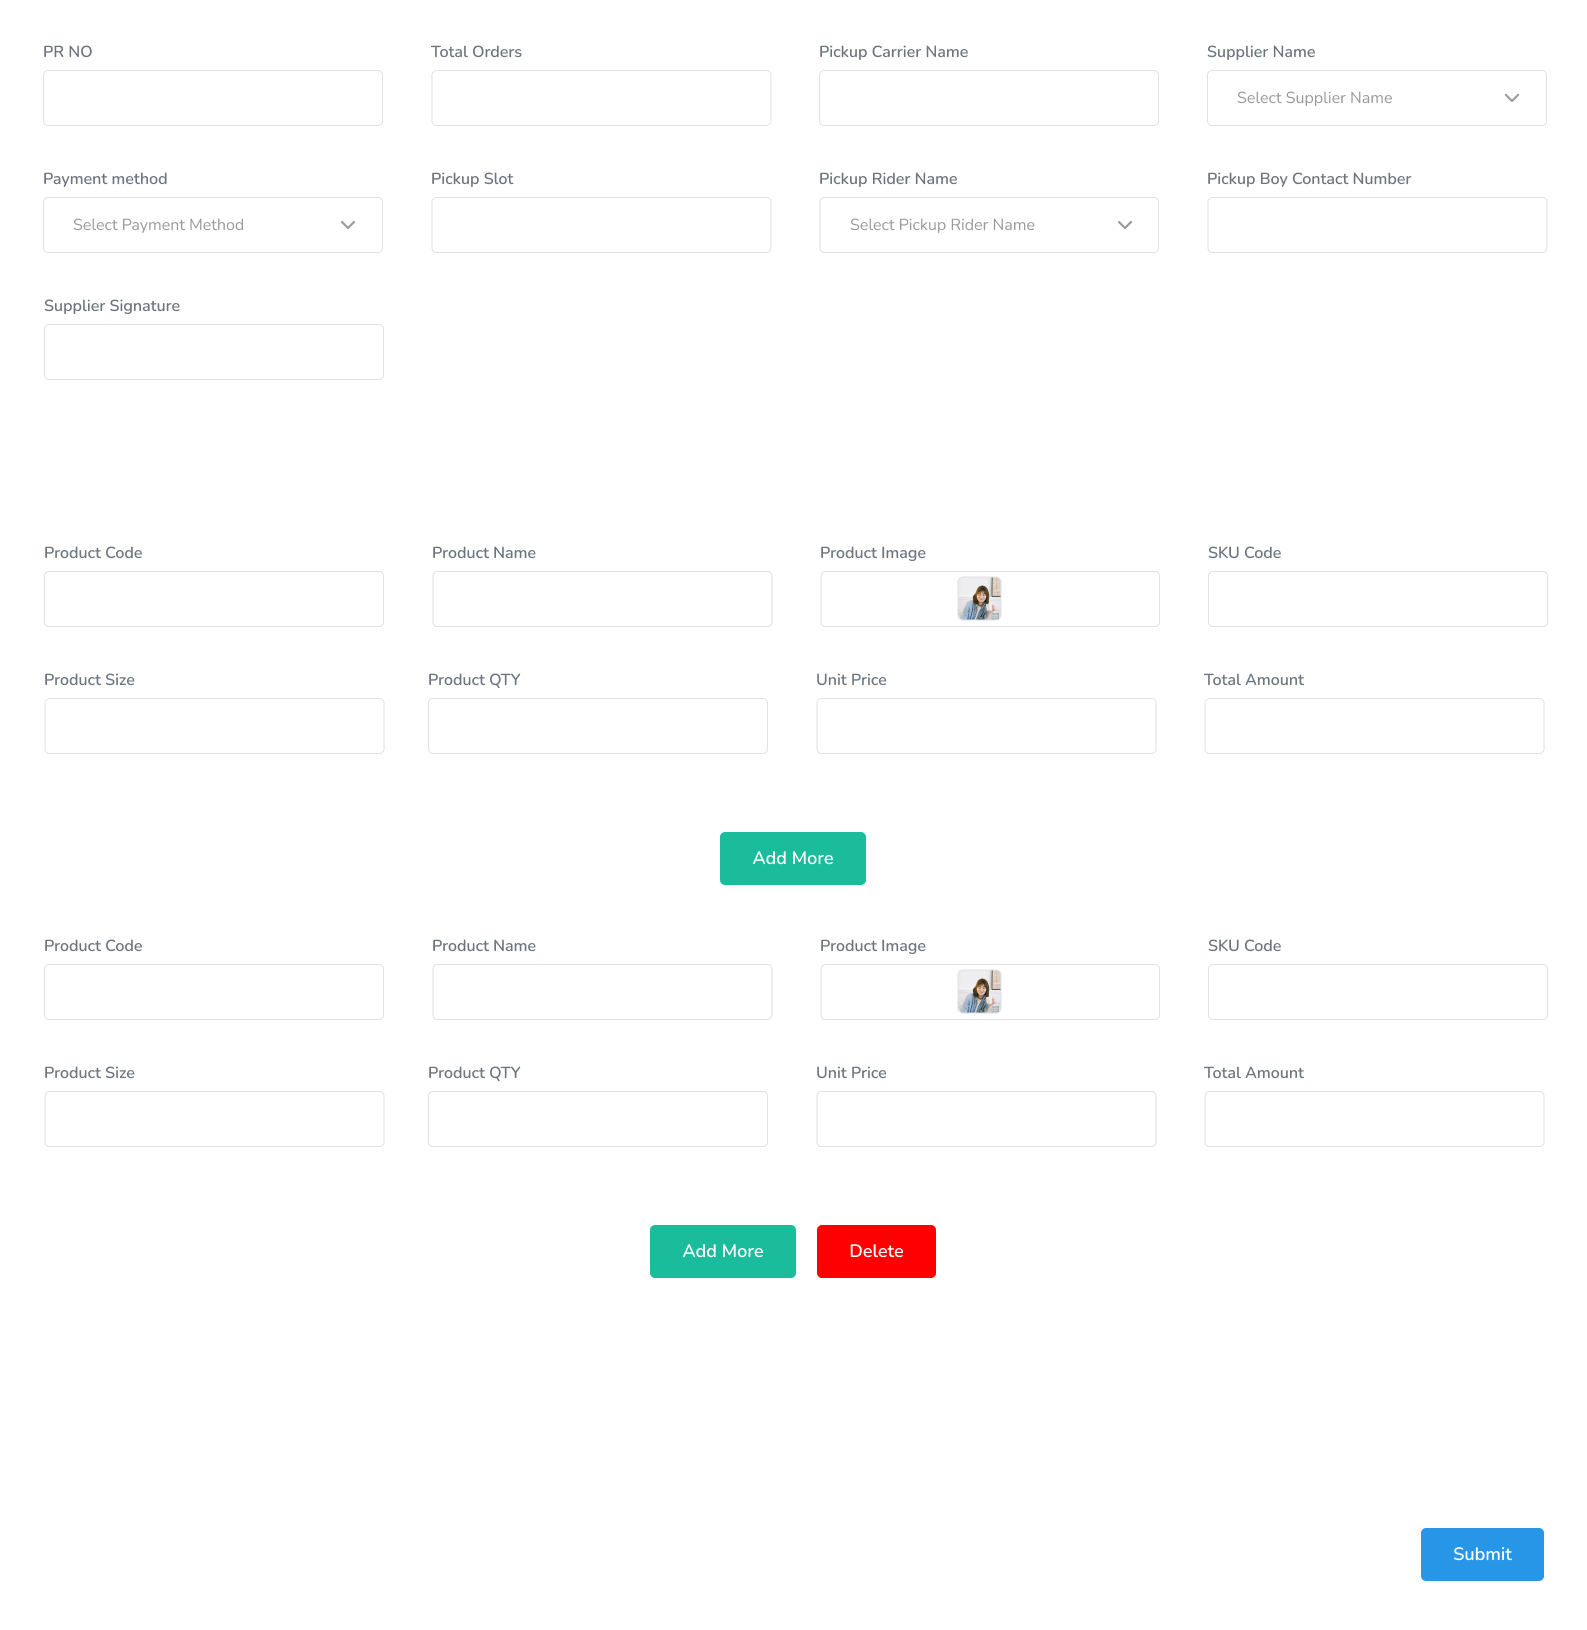 PR NO Total Orders Pickup Carrier Name Supplier Name
Select Supplier Name
Payment method Pickup Slot Pickup Rider Name Pickup Boy Contact Number
Select Payment Method Select Pickup Rider Name
Supplier Signature
Product Code Product Name Product Image SKU Code
Product Size Product QTY Unit Price Total Amount
Add More
Product Code Product Name Product Image SKU Code
Product Size Product QTY Unit Price Total Amount
Add More Delete
Submit